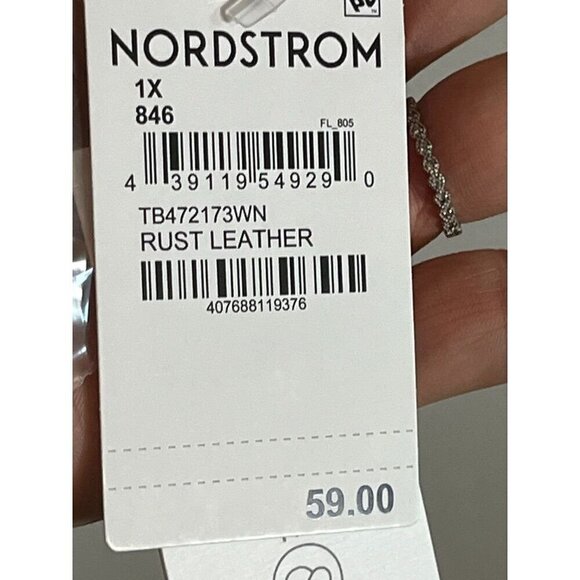 NORDSTROM
1X
846
FL_805
4 39119 54929 0
TB472173WN
RUST LEATHER
407688119376
59.00